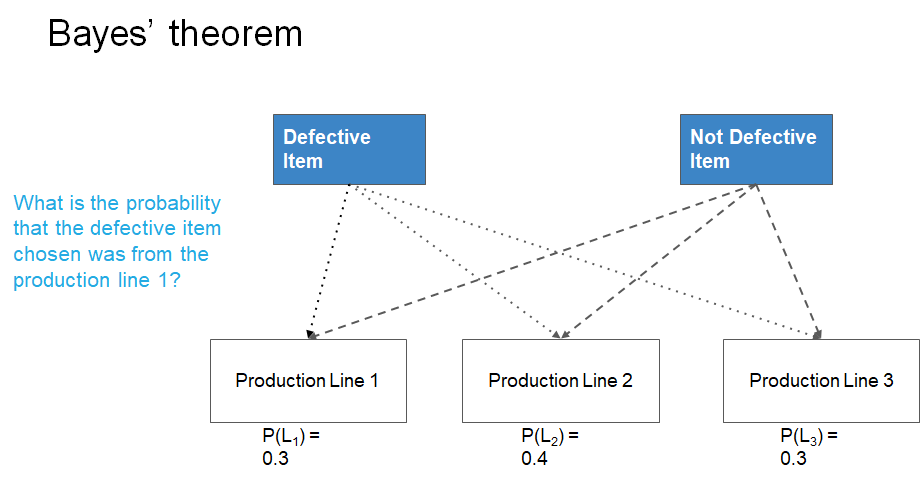 Bayes’ theorem
Defective
Item
Not Defective
Item
What is the probability
that the defective item
chosen was from the
production line 1?
Production Line 1
Production Line 2
Production Line 3
P(L₁) =
0.3
P(L₂) =
0.4
P(L₃) =
0.3